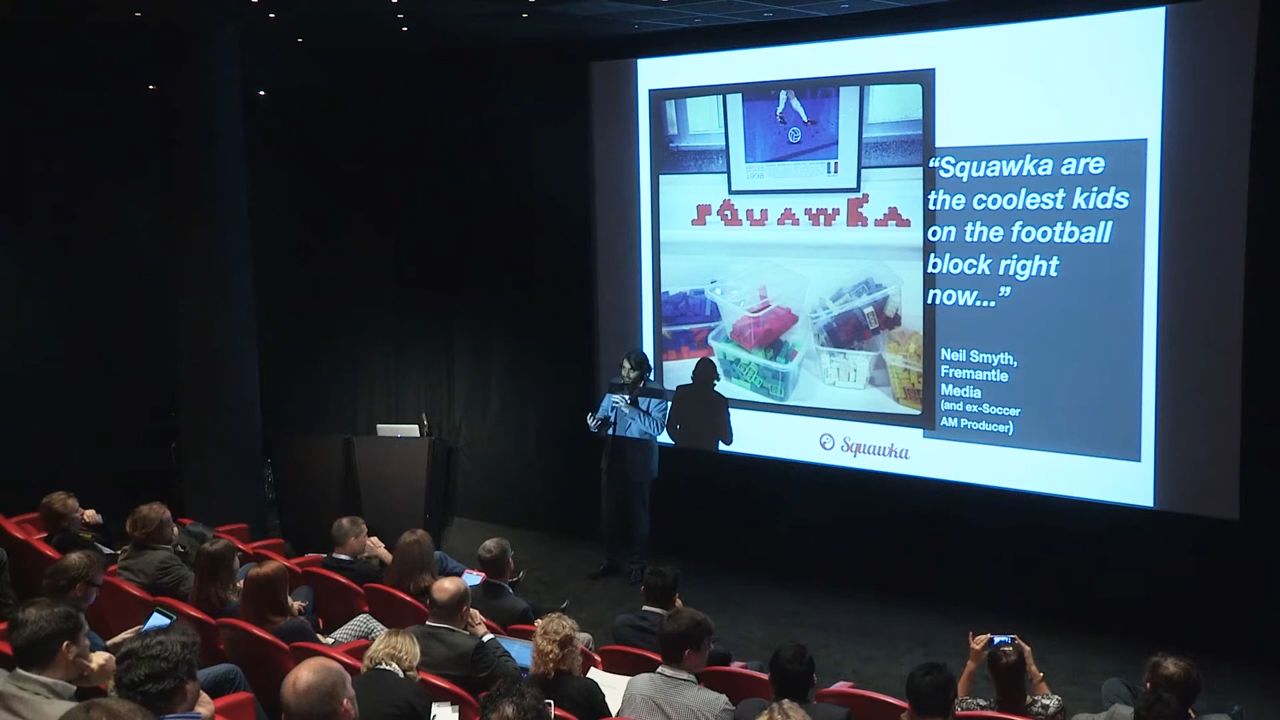 1998
SQUAWKA
“Squawka are
the coolest kids
on the football
block right
now...”
Neil Smyth,
Fremantle
Media
(and ex-Soccer
AM Producer)
Squawka